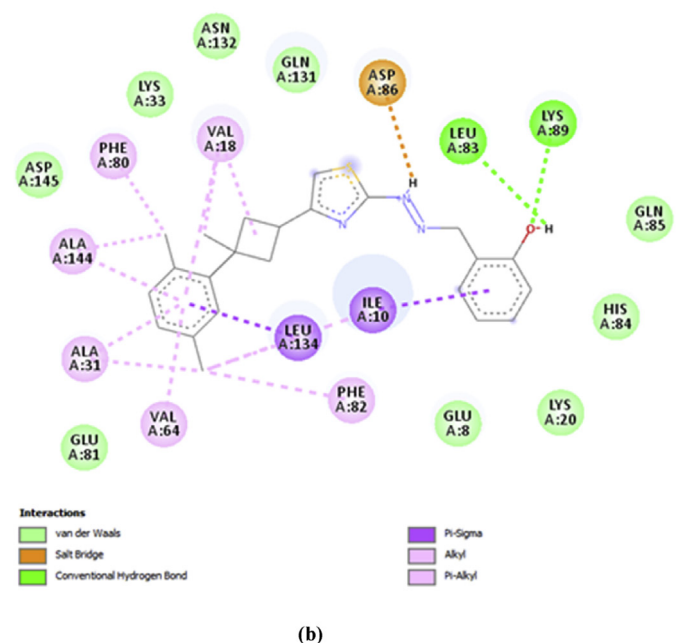 ASN
A:132
GLN
A:131
ASP
A:86
LYS
A:33
LEU
A:83
LYS
A:89
VAL
A:18
PHE
A:80
ASP
A:145
H
N
N
N
S
O
H
GLN
A:85
ALA
A:144
LEU
A:134
ILE
A:10
HIS
A:84
ALA
A:31
PHE
A:82
VAL
A:64
GLU
A:8
LYS
A:20
GLU
A:81
Interactions
van der Waals
Salt Bridge
Conventional Hydrogen Bond
Pi-Sigma
Alkyl
Pi-Alkyl
(b)